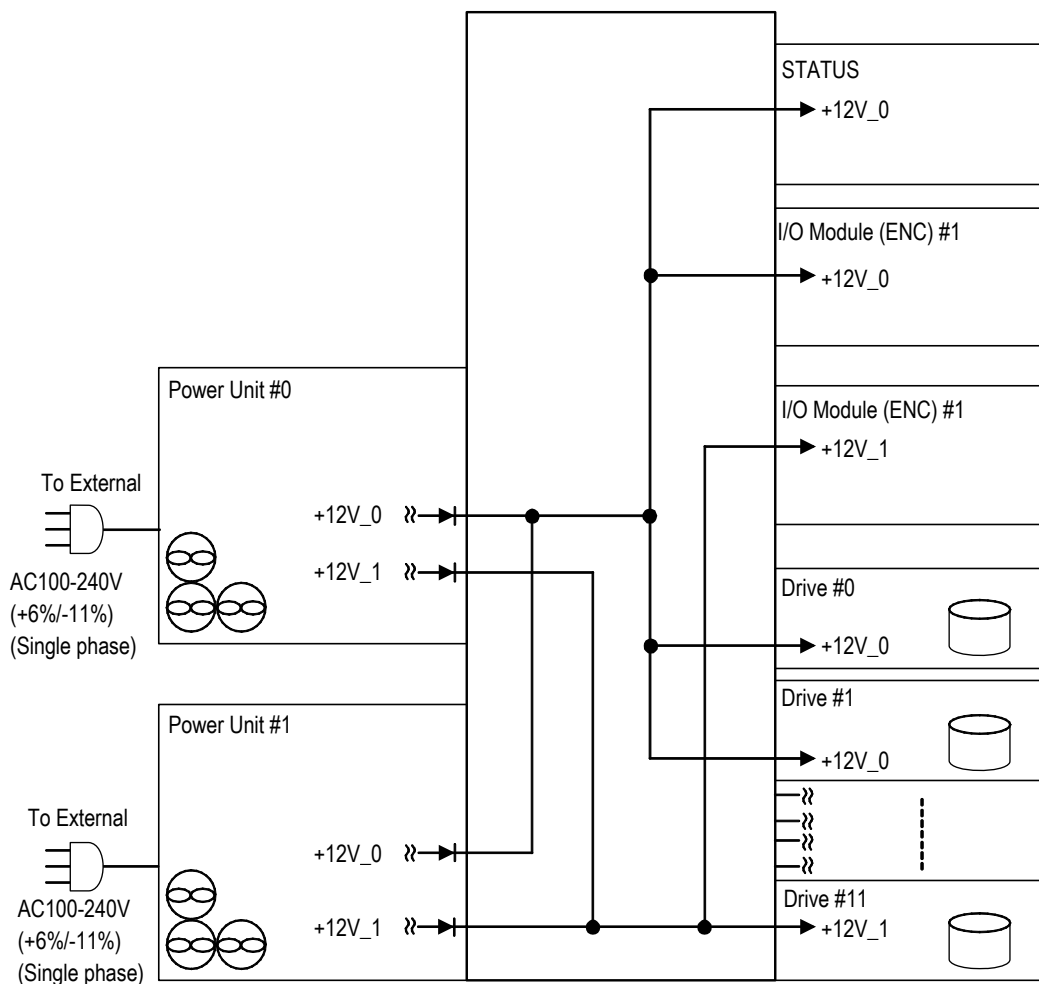 STATUS
+12V_0
I/O Module (ENC) #1
+12V_0
I/O Module (ENC) #1
+12V_1
Power Unit #0
To External
AC100-240V
(+6%/-11%)
(Single phase)
+12V_0
+12V_1
Drive #0
+12V_0
Drive #1
+12V_0
Power Unit #1
To External
AC100-240V
(+6%/-11%)
(Single phase)
+12V_0
+12V_1
Drive #11
+12V_1